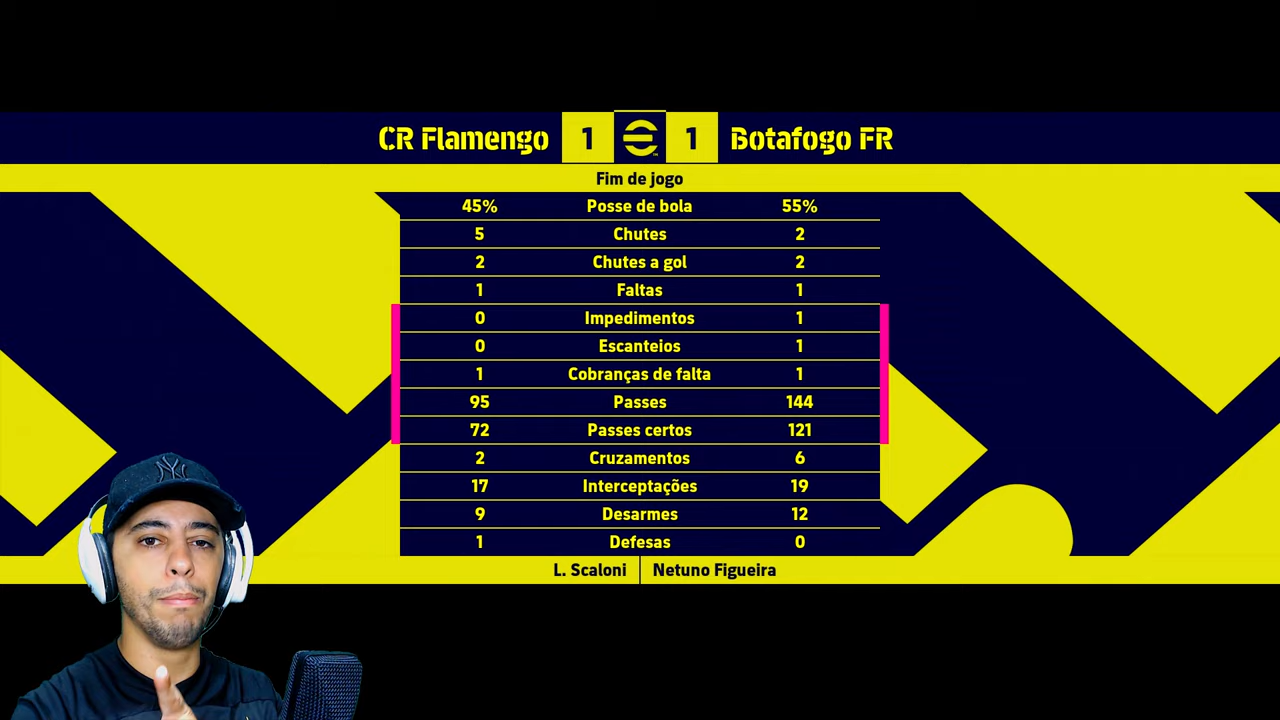 CR Flamengo 1 1 Botafogo FR
Fim de jogo
45% Posse de bola 55%
5 Chutes 2
2 Chutes a gol 2
1 Faltas 1
0 Impedimentos 1
0 Escanteios 1
1 Cobranças de falta 1
95 Passes 144
72 Passes certos 121
2 Cruzamentos 6
17 Interceptações 19
9 Desarmes 12
1 Defesas 0
L. Scaloni Netuno Figueira
NY